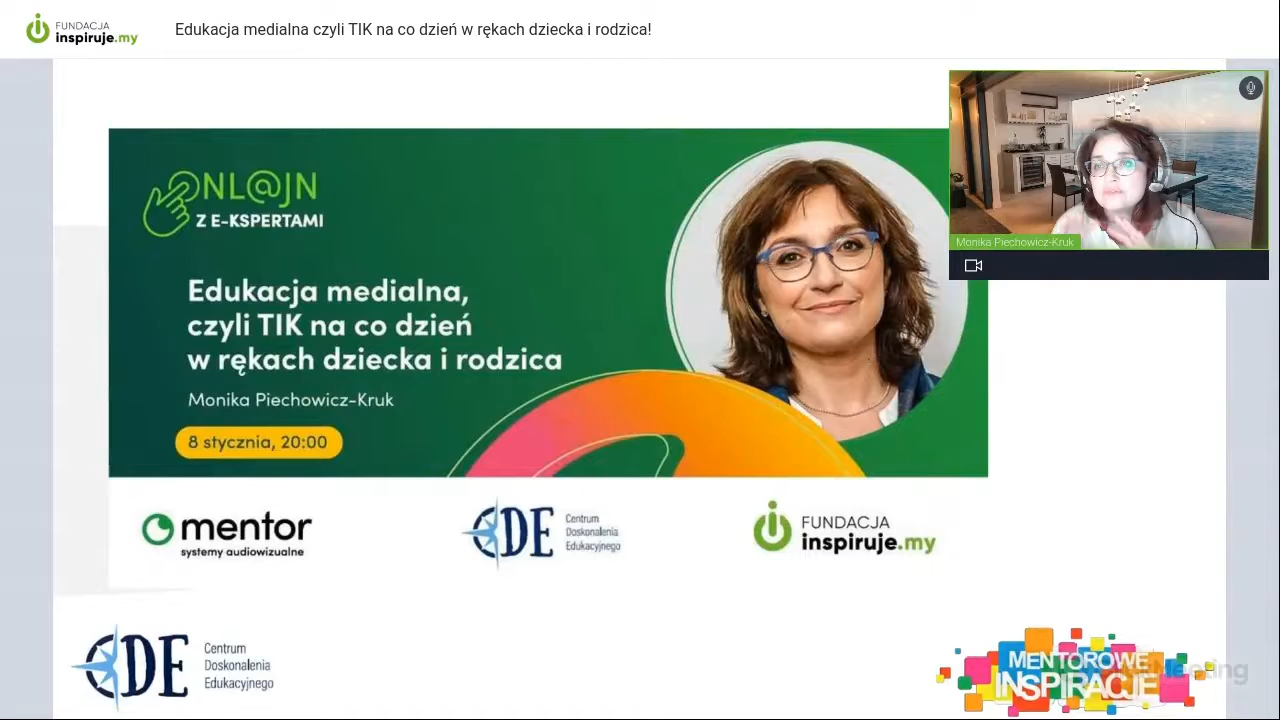 FUNDACJA
inspiruje.my
Edukacja medialna czyli TIK na co dzień w rękach dziecka i rodzica!
Monika Piechowicz-Kruk
ONL@JN
Z E-KSPERTAMI
Edukacja medialna,
czyli TIK na co dzień
w rękach dziecka i rodzica
Monika Piechowicz-Kruk
8 stycznia, 20:00
mentor
systemy audiowizualne
CDE
Centrum
Doskonalenia
Edukacyjnego
FUNDACJA
inspiruje.my
CDE
Centrum
Doskonalenia
Edukacyjnego
MENTOROWE
INSPIRACJE